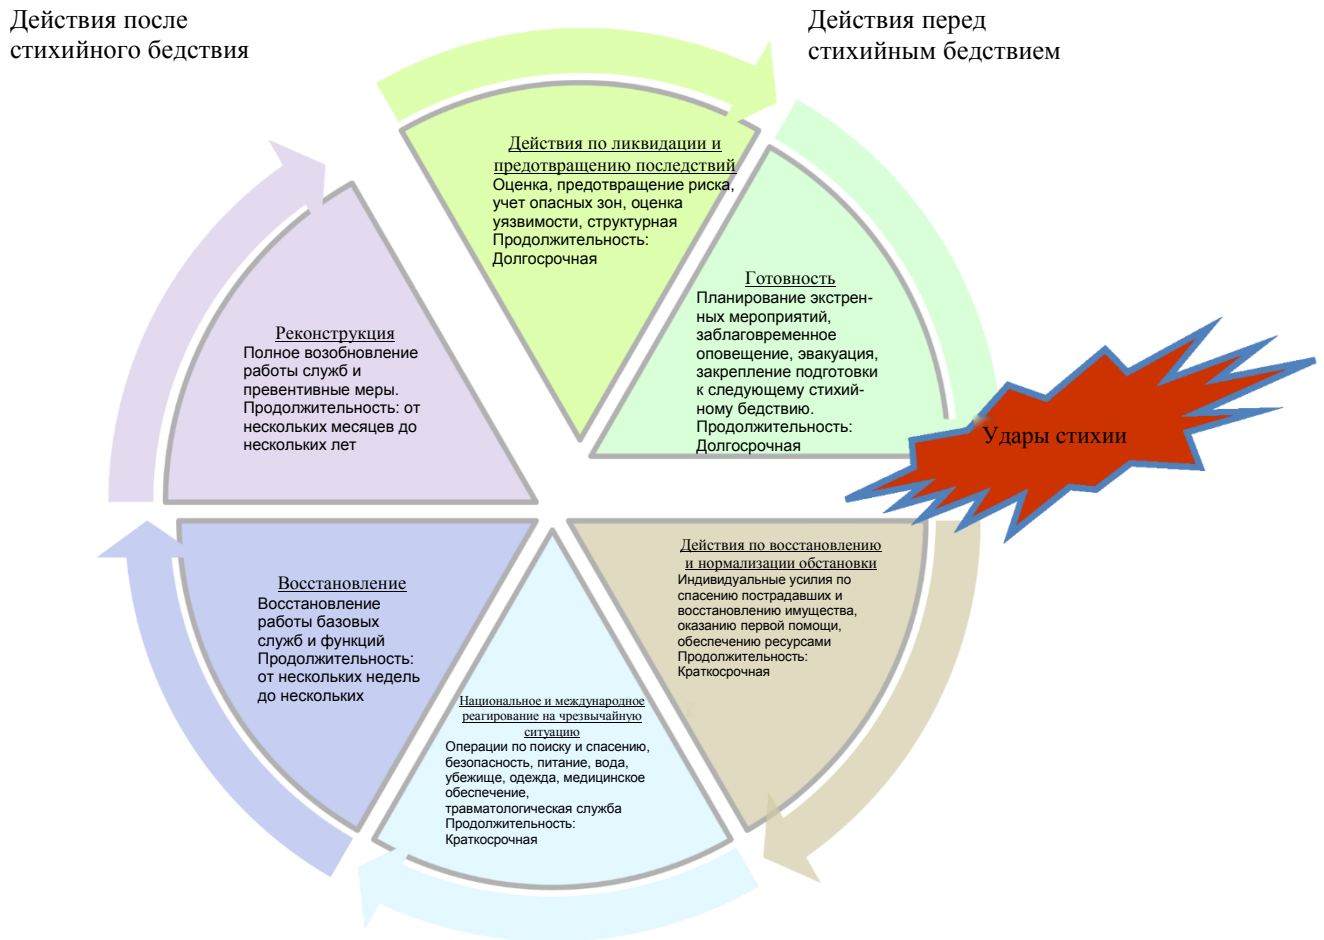 Действия после
стихийного бедствия
Действия перед
стихийным бедствием
Действия по ликвидации и
предотвращению последствий
Оценка, предотвращение риска,
учет опасных зон, оценка
уязвимости, структурная
Продолжительность:
Долгосрочная
Готовность
Планирование экстрен-
ных мероприятий,
заблаговременное
оповещение, эвакуация,
закрепление подготовки
к следующему стихий-
ному бедствию.
Продолжительность:
Долгосрочная
Удары стихии
Действия по восстановлению
и нормализации обстановки
Индивидуальные усилия по
спасению пострадавших и
восстановлению имущества,
оказанию первой помощи,
обеспечению ресурсами
Продолжительность:
Краткосрочная
Национальное и международное
реагирование на чрезвычайную
ситуацию
Операции по поиску и спасению,
безопасность, питание, вода,
убежище, одежда, медицинское
обеспечение,
травматологическая служба
Продолжительность:
Краткосрочная
Восстановление
Восстановление
работы базовых
служб и функций
Продолжительность:
от нескольких недель
до нескольких
Реконструкция
Полное возобновление
работы служб и
превентивные меры.
Продолжительность: от
нескольких месяцев до
нескольких лет